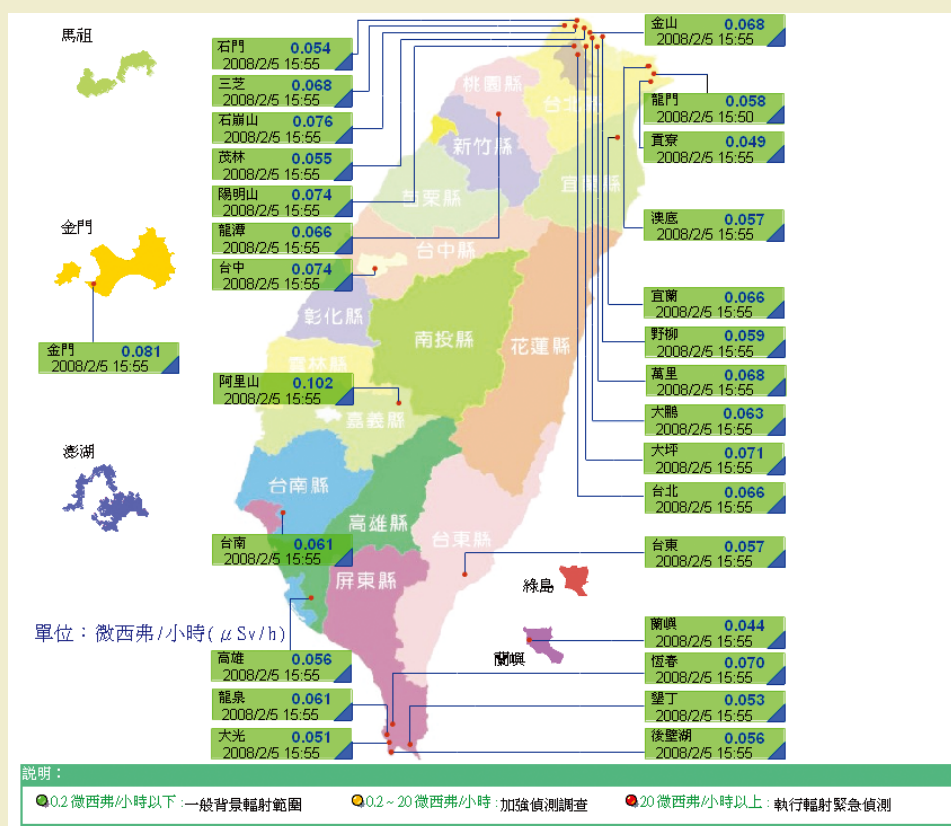 馬祖
金門
金門 0.081
2008/2/5 15:55
澎湖
石門 0.054
2008/2/5 15:55
三芝 0.068
2008/2/5 15:55
石崩山 0.076
2008/2/5 15:55
茂林 0.055
2008/2/5 15:55
陽明山 0.074
2008/2/5 15:55
龍潭 0.066
2008/2/5 15:55
台中 0.074
2008/2/5 15:55
阿里山 0.102
2008/2/5 15:55
台南 0.061
2008/2/5 15:55
單位：微西弗/小時(μSv/h)
高雄 0.056
2008/2/5 15:55
龍泉 0.061
2008/2/5 15:55
大光 0.051
2008/2/5 15:55
桃園縣
台北縣
新竹縣
宜蘭縣
苗栗縣
台中縣
彰化縣
南投縣
花蓮縣
雲林縣
嘉義縣
台南縣
高雄縣
台東縣
屏東縣
綠島
蘭嶼
金山 0.068
2008/2/5 15:55
龍門 0.058
2008/2/5 15:50
貢寮 0.049
2008/2/5 15:55
澳底 0.057
2008/2/5 15:55
宜蘭 0.066
2008/2/5 15:55
野柳 0.059
2008/2/5 15:55
萬里 0.068
2008/2/5 15:55
大鵬 0.063
2008/2/5 15:55
大坪 0.071
2008/2/5 15:55
台北 0.066
2008/2/5 15:55
台東 0.057
2008/2/5 15:55
蘭嶼 0.044
2008/2/5 15:55
恆春 0.070
2008/2/5 15:55
墾丁 0.053
2008/2/5 15:55
後壁湖 0.056
2008/2/5 15:55
說明：
0.2 微西弗/小時以下：一般背景輻射範圍 0.2 ~ 20 微西弗/小時：加強偵測調查 20 微西弗/小時以上：執行輻射緊急偵測